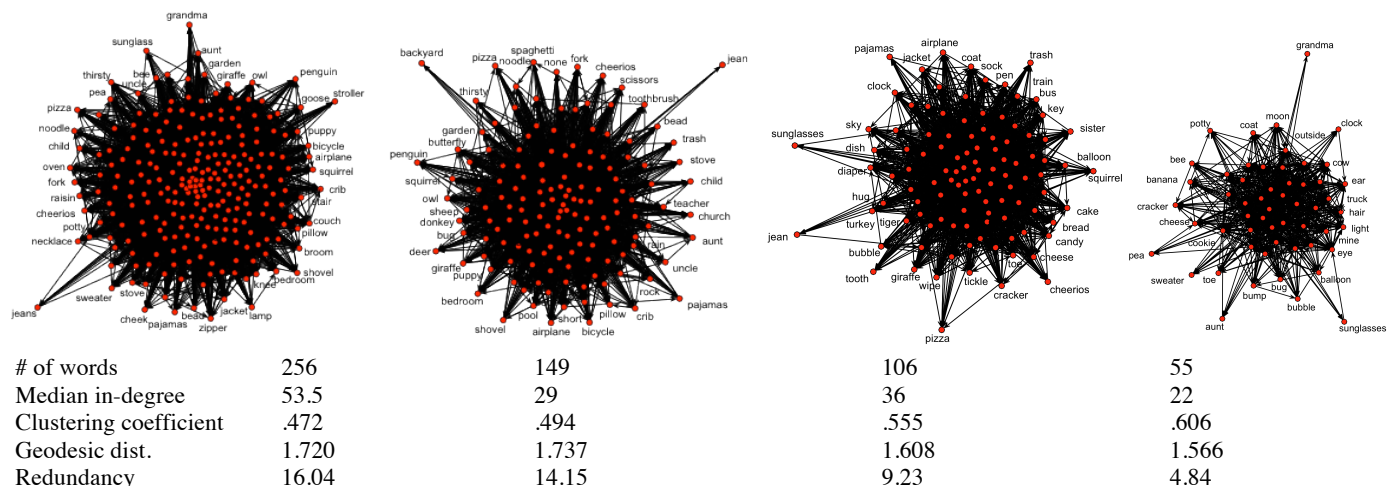 grandma
sunglass
aunt
garden
thirsty
bee
uncle
giraffe
owl
penguin
pea
goose
stroller
pizza
noodle
puppy
child
bicycle
airplane
oven
squirrel
fork
crib
raisin
stair
cheerios
couch
potty
pillow
necklace
broom
knee
bedroom
shovel
sweater
stove
jeans
cheek
pajamas
bead
zipper
jacket
lamp
backyard
pizza
spaghetti
noodle
none
fork
cheerios
scissors
jean
thirsty
toothbrush
garden
bead
butterfly
trash
penguin
stove
squirrel
child
owl
teacher
sheep
church
donkey
bug
aunt
deer
rain
giraffe
uncle
puppy
bedroom
rock
pajamas
pool
short
pillow
crib
shovel
airplane
bicycle
pajamas
airplane
jacket
coat
sock
pen
trash
train
clock
bus
key
sky
sister
sunglasses
dish
balloon
diaper
squirrel
hug
cake
turkey
tiger
bread
jean
candy
bubble
toe
cheese
tooth
giraffe
wipe
tickle
cracker
cheerios
pizza
grandma
potty
coat
moon
outside
clock
bee
cow
banana
ear
truck
cracker
hair
cheese
light
cookie
mine
eye
pea
sweater
toe
balloon
bump
bug
bubble
aunt
sunglasses
# of words 256 149 106 55
Median in-degree 53.5 29 36 22
Clustering coefficient .472 .494 .555 .606
Geodesic dist. 1.720 1.737 1.608 1.566
Redundancy 16.04 14.15 9.23 4.84